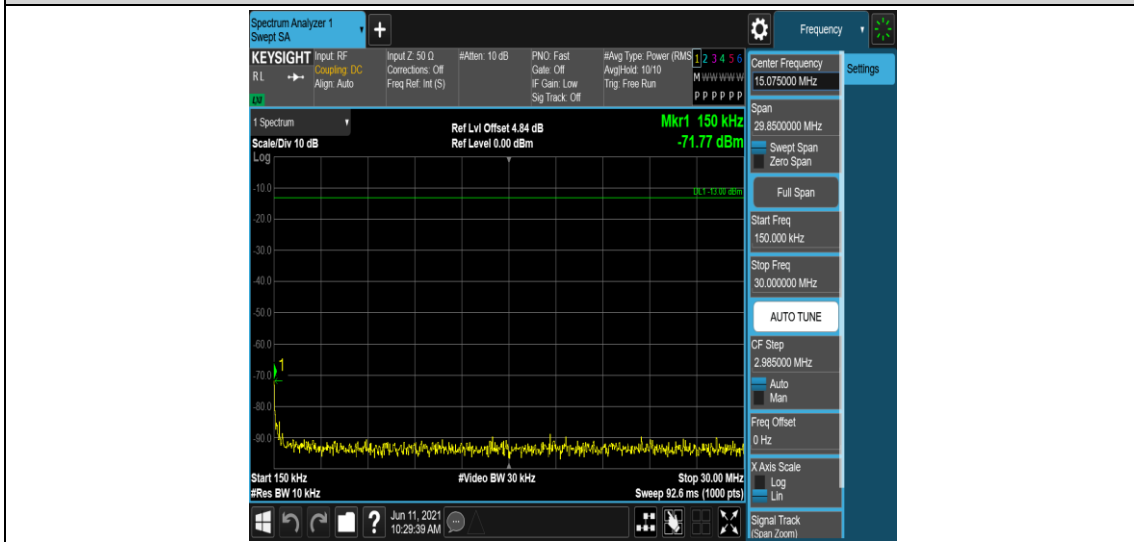 Spectrum Analyzer 1
Swept SA
+
Frequency
KEYSIGHT
RL
Input: RF
Coupling: DC
Align: Auto
Input Z: 50 Ω
Corrections: Off
Freq Ref: Int (S)
#Atten: 10 dB
PNO: Fast
Gate: Off
IF Gain: Low
Sig Track: Off
#Avg Type: Power (RMS
Avg|Hold: 10/10
Trig: Free Run
1 2 3 4 5 6
M W W W W W
P P P P P P
1 Spectrum
Scale/Div 10 dB
Log
Ref Lvl Offset 4.84 dB
Ref Level 0.00 dBm
Mkr1 150 kHz
-71.77 dBm
DL1 -13.00 dBm
-10.0
-20.0
-30.0
-40.0
-50.0
-60.0
1
-70.0
-80.0
-90.0
Start 150 kHz
#Res BW 10 kHz
#Video BW 30 kHz
Stop 30.00 MHz
Sweep 92.6 ms (1000 pts)
?
Jun 11, 2021
10:29:39 AM
Center Frequency
15.075000 MHz
Settings
Span
29.8500000 MHz
Swept Span
Zero Span
Full Span
Start Freq
150.000 kHz
Stop Freq
30.000000 MHz
AUTO TUNE
CF Step
2.985000 MHz
Auto
Man
Freq Offset
0 Hz
X Axis Scale
Log
Lin
Signal Track
(Span Zoom)